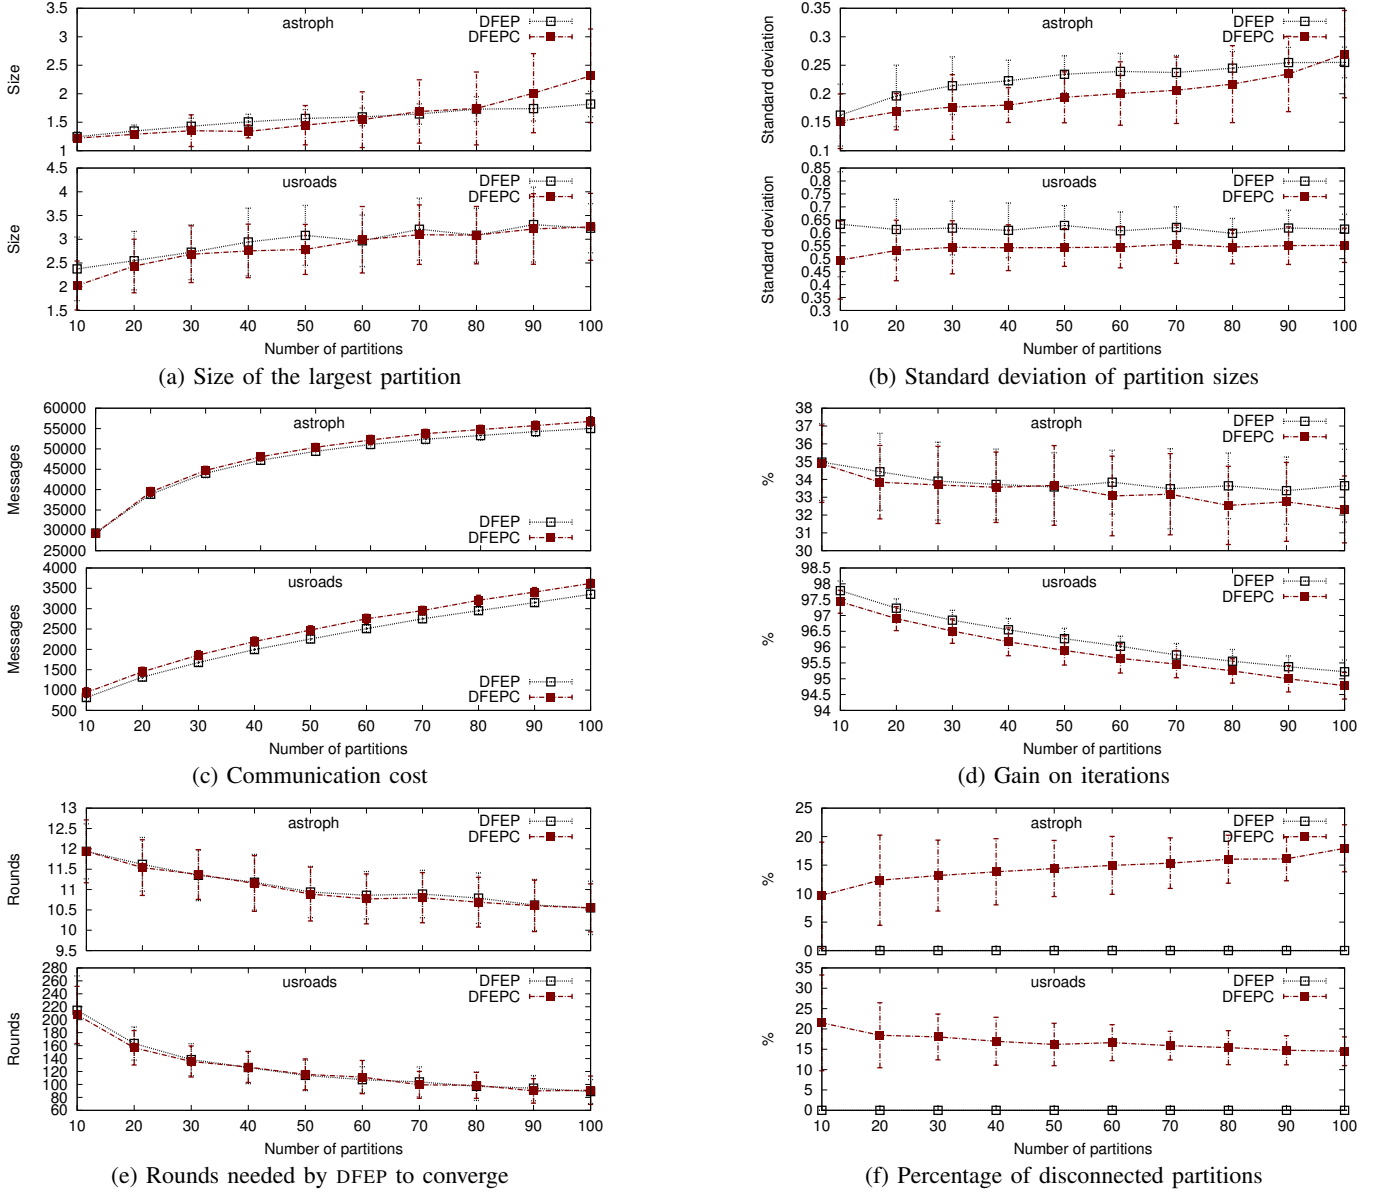 astroph
DFEP
DFEPC
Size
3.5
3
2.5
2
1.5
1
usroads
DFEP
DFEPC
Size
4.5
4
3.5
3
2.5
2
1.5
10 20 30 40 50 60 70 80 90 100
Number of partitions
(a) Size of the largest partition
astroph
DFEP
DFEPC
Standard deviation
0.35
0.3
0.25
0.2
0.15
0.1
usroads
DFEP
DFEPC
Standard deviation
0.85
0.8
0.75
0.7
0.65
0.6
0.55
0.5
0.45
0.4
0.35
0.3
10 20 30 40 50 60 70 80 90 100
Number of partitions
(b) Standard deviation of partition sizes
astroph
DFEP
DFEPC
Messages
60000
55000
50000
45000
40000
35000
30000
25000
usroads
DFEP
DFEPC
Messages
4000
3500
3000
2500
2000
1500
1000
500
10 20 30 40 50 60 70 80 90 100
Number of partitions
(c) Communication cost
astroph
DFEP
DFEPC
%
38
37
36
35
34
33
32
31
30
usroads
DFEP
DFEPC
%
98.5
98
97.5
97
96.5
96
95.5
95
94.5
94
10 20 30 40 50 60 70 80 90 100
Number of partitions
(d) Gain on iterations
astroph
DFEP
DFEPC
Rounds
13
12.5
12
11.5
11
10.5
10
9.5
usroads
DFEP
DFEPC
Rounds
280
260
240
220
200
180
160
140
120
100
80
60
10 20 30 40 50 60 70 80 90 100
Number of partitions
(e) Rounds needed by DFEP to converge
astroph
DFEP
DFEPC
%
25
20
15
10
5
0
usroads
DFEP
DFEPC
%
35
30
25
20
15
10
5
0
10 20 30 40 50 60 70 80 90 100
Number of partitions
(f) Percentage of disconnected partitions